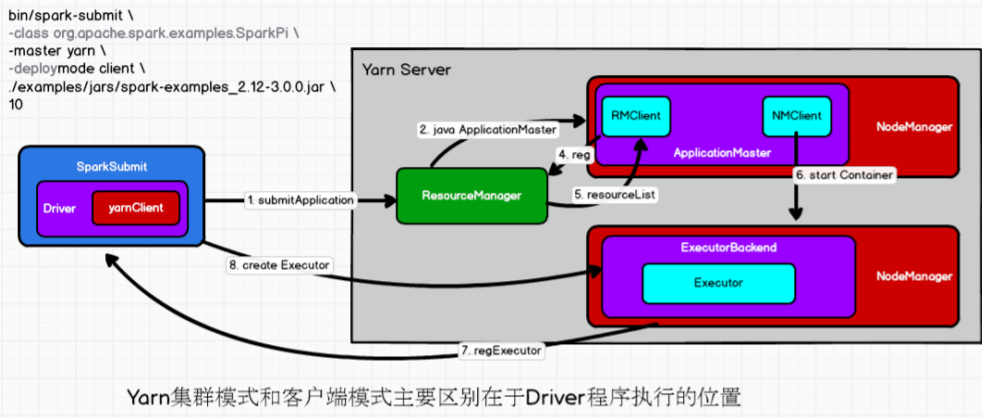 bin/spark-submit \
-class org.apache.spark.examples.SparkPi \
-master yarn \
-deploymode client \
./examples/jars/spark-examples_2.12-3.0.0.jar \
10
Yarn Server
RMClient
NMClient
NodeManager
ApplicationMaster
2. java ApplicationMaster
4. reg
SparkSubmit
Driver
yarnClient
1. submitApplication
ResourceManager
5. resourceList
6. start Container
ExecutorBackend
Executor
NodeManager
8. create Executor
7. regExecutor
Yarn集群模式和客户端模式主要区别在于Driver程序执行的位置